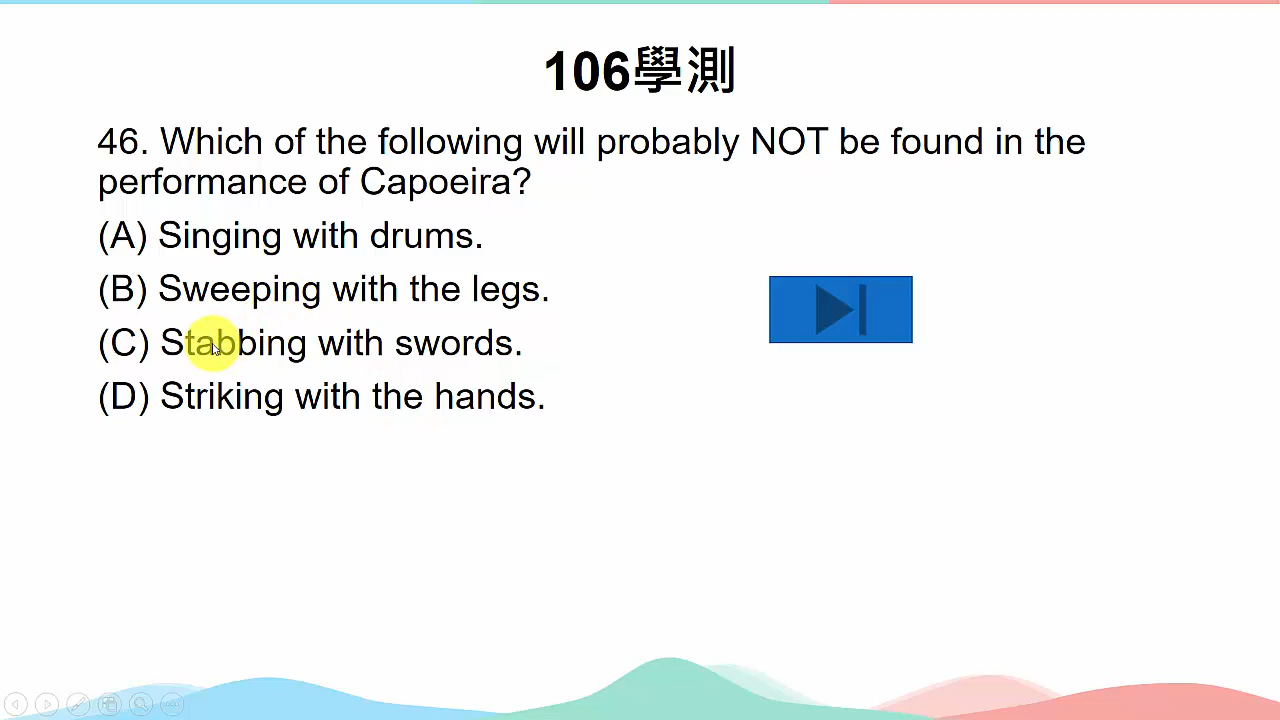 106學測
46. Which of the following will probably NOT be found in the
performance of Capoeira?
(A) Singing with drums.
(B) Sweeping with the legs.
(C) Stabbing with swords.
(D) Striking with the hands.